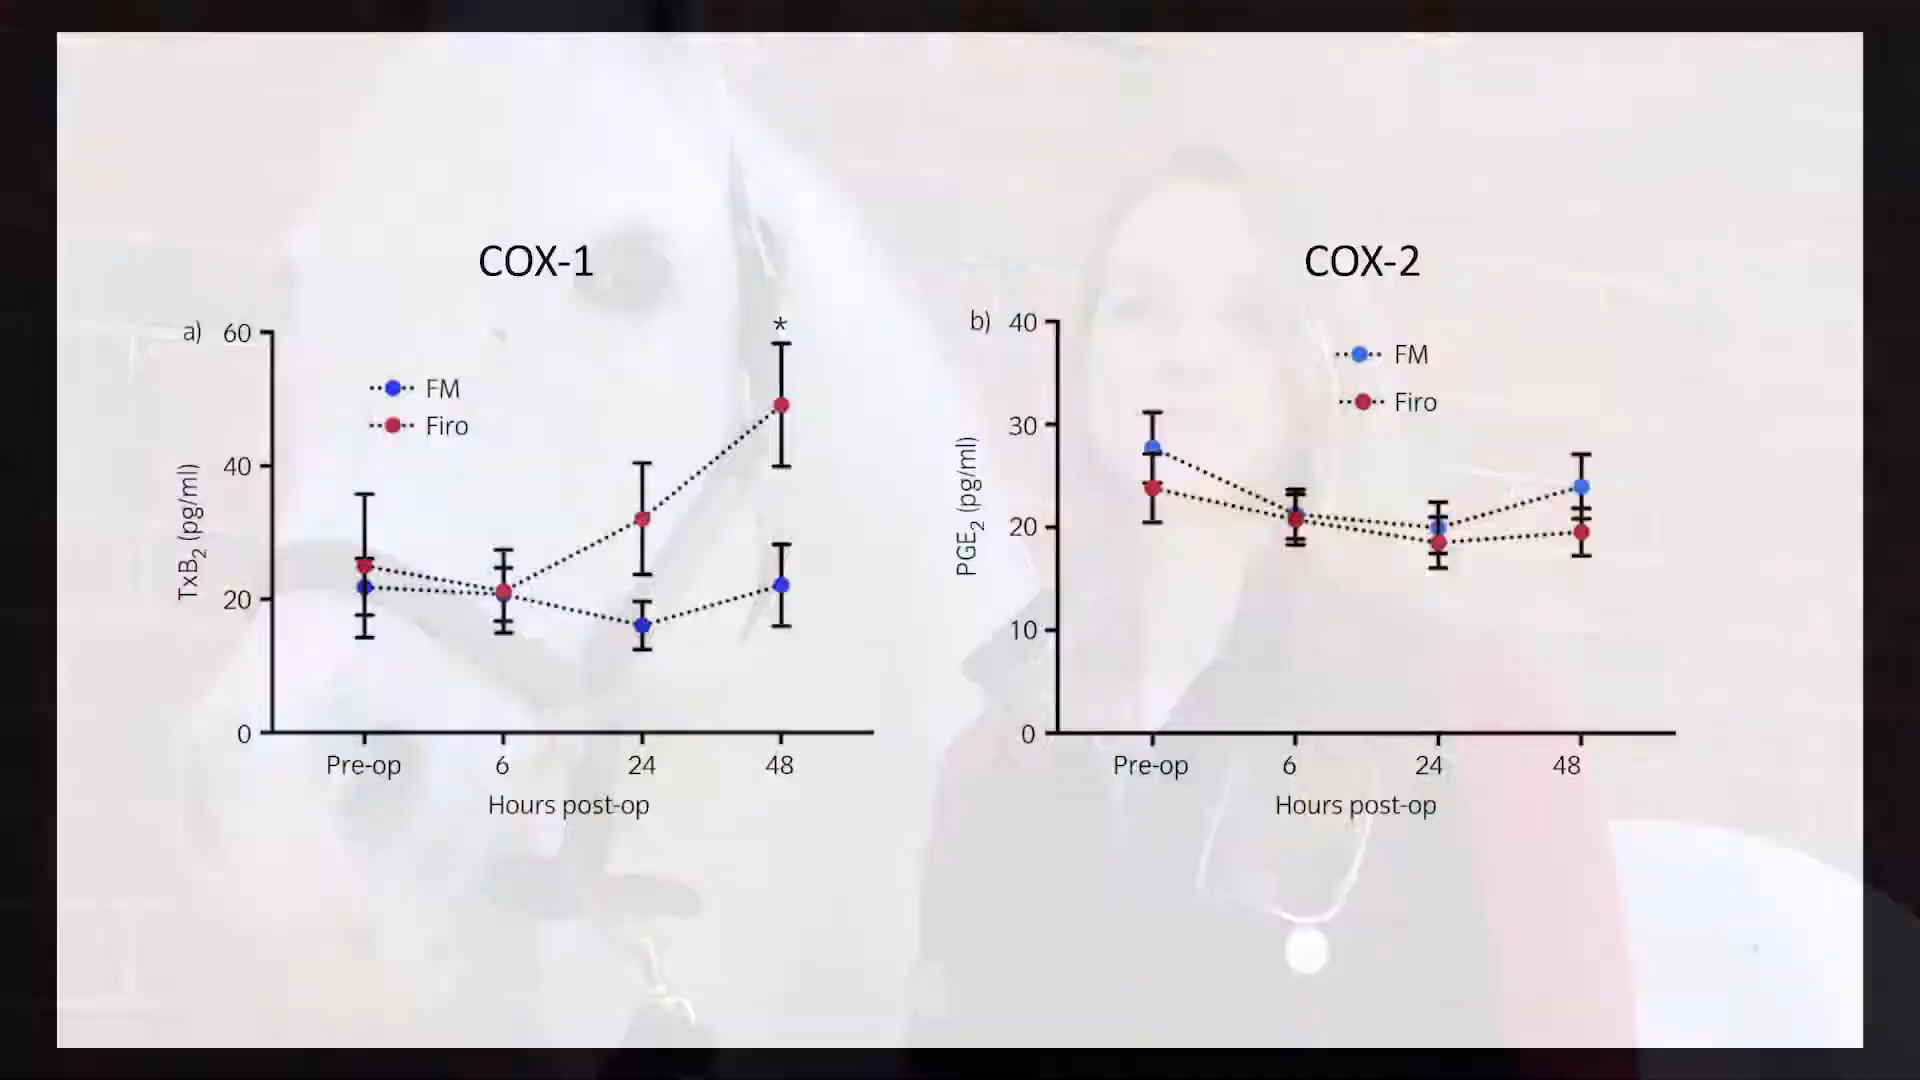 COX-1
a)
60
40
20
0
FM
Firo
*
TxB2 (pg/ml)
Pre-op 6 24 48
Hours post-op
COX-2
b)
40
30
20
10
0
FM
Firo
PGE2 (pg/ml)
Pre-op 6 24 48
Hours post-op